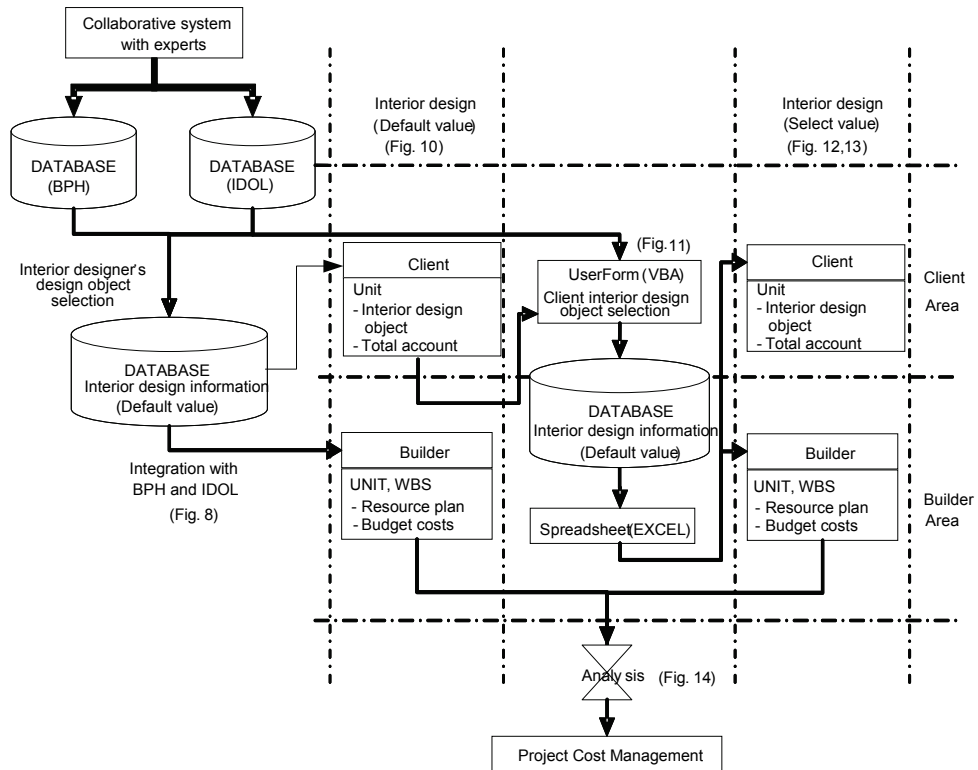 Collaborative system
with experts
Interior design
(Default value)
(Fig. 10)
Interior design
(Select value)
(Fig. 12,13)
DATABASE
(BPH)
DATABASE
(IDOL)
(Fig.11)
Interior designer's
design object
selection
Client
Unit
- Interior design
object
- Total account
UserForm (VBA)
Client interior design
object selection
Client
Unit
- Interior design
object
- Total account
Client
Area
DATABASE
Interior design information
(Default value)
DATABASE
Interior design information
(Default value)
Integration with
BPH and IDOL
(Fig. 8)
Builder
UNIT, WBS
- Resource plan
- Budget costs
Spreadsheet(EXCEL)
Builder
UNIT, WBS
- Resource plan
- Budget costs
Builder
Area
Analysis
(Fig. 14)
Project Cost Management